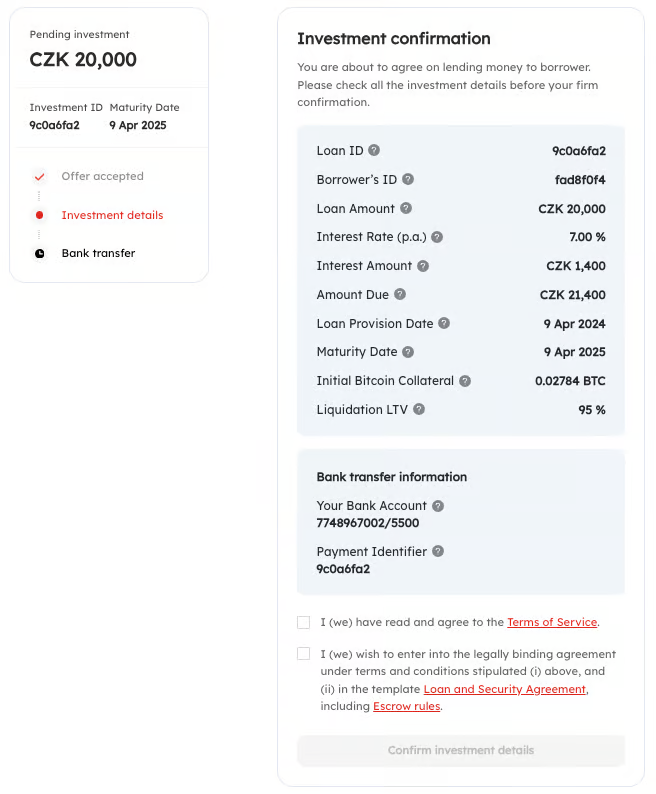 Pending investment
CZK 20,000
Investment ID Maturity Date
9c0a6fa2 9 Apr 2025
Offer accepted
Investment details
Bank transfer
Investment confirmation
You are about to agree on lending money to borrower.
Please check all the investment details before your firm
confirmation.
Loan ID ? 9c0a6fa2
Borrower’s ID ? fad8f0f4
Loan Amount ? CZK 20,000
Interest Rate (p.a.) ? 7.00 %
Interest Amount ? CZK 1,400
Amount Due ? CZK 21,400
Loan Provision Date ? 9 Apr 2024
Maturity Date ? 9 Apr 2025
Initial Bitcoin Collateral ? 0.02784 BTC
Liquidation LTV ? 95 %
Bank transfer information
Your Bank Account ?
7748967002/5500
Payment Identifier ?
9c0a6fa2
I (we) have read and agree to the Terms of Service.
I (we) wish to enter into the legally binding agreement
under terms and conditions stipulated (i) above, and
(ii) in the template Loan and Security Agreement,
including Escrow rules.
Confirm investment details